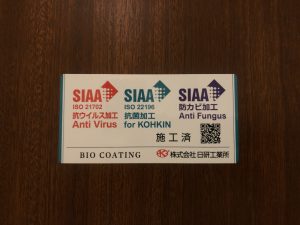 SIAA SIAA SIAA
ISO 21702 ISO 22196 防カビ加工
抗ウイルス加工 抗菌加工 Anti Fungus
Anti Virus for KOHKIN
施工済
BIO COATING 株式会社日研工業所